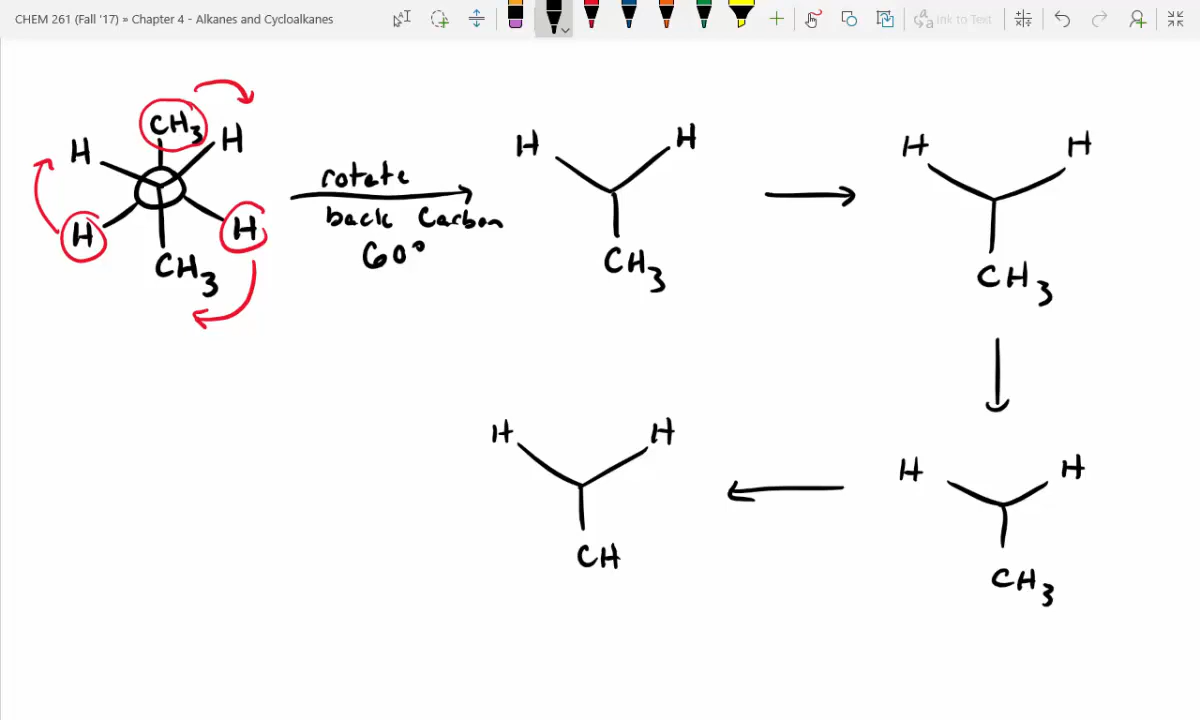 CHEM 261 (Fall '17) » Chapter 4 - Alkanes and Cycloalkanes
Ink to Text
CH3
H H
H H
CH3
rotate
back Carbon
60°
H H
CH3
H H
CH3
H H
CH
H H
CH3